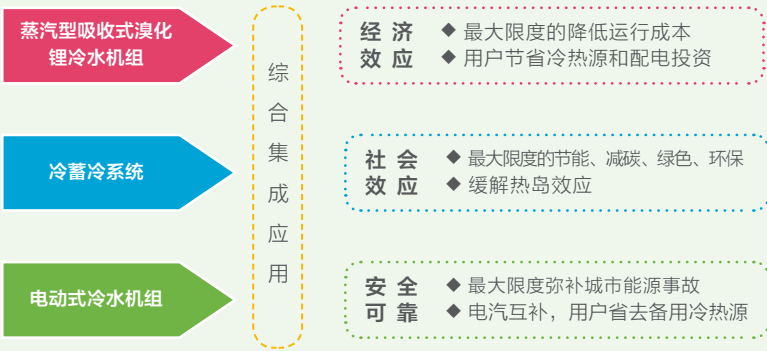 蒸汽型吸收式溴化
锂冷水机组
冷蓄冷系统
电动式冷水机组
综合集成应用
经济 ◆ 最大限度的降低运行成本
效应 ◆ 用户节省冷热源和配电投资
社会 ◆ 最大限度的节能、减碳、绿色、环保
效应 ◆ 缓解热岛效应
安全 ◆ 最大限度弥补城市能源事故
可靠 ◆ 电汽互补，用户省去备用冷热源